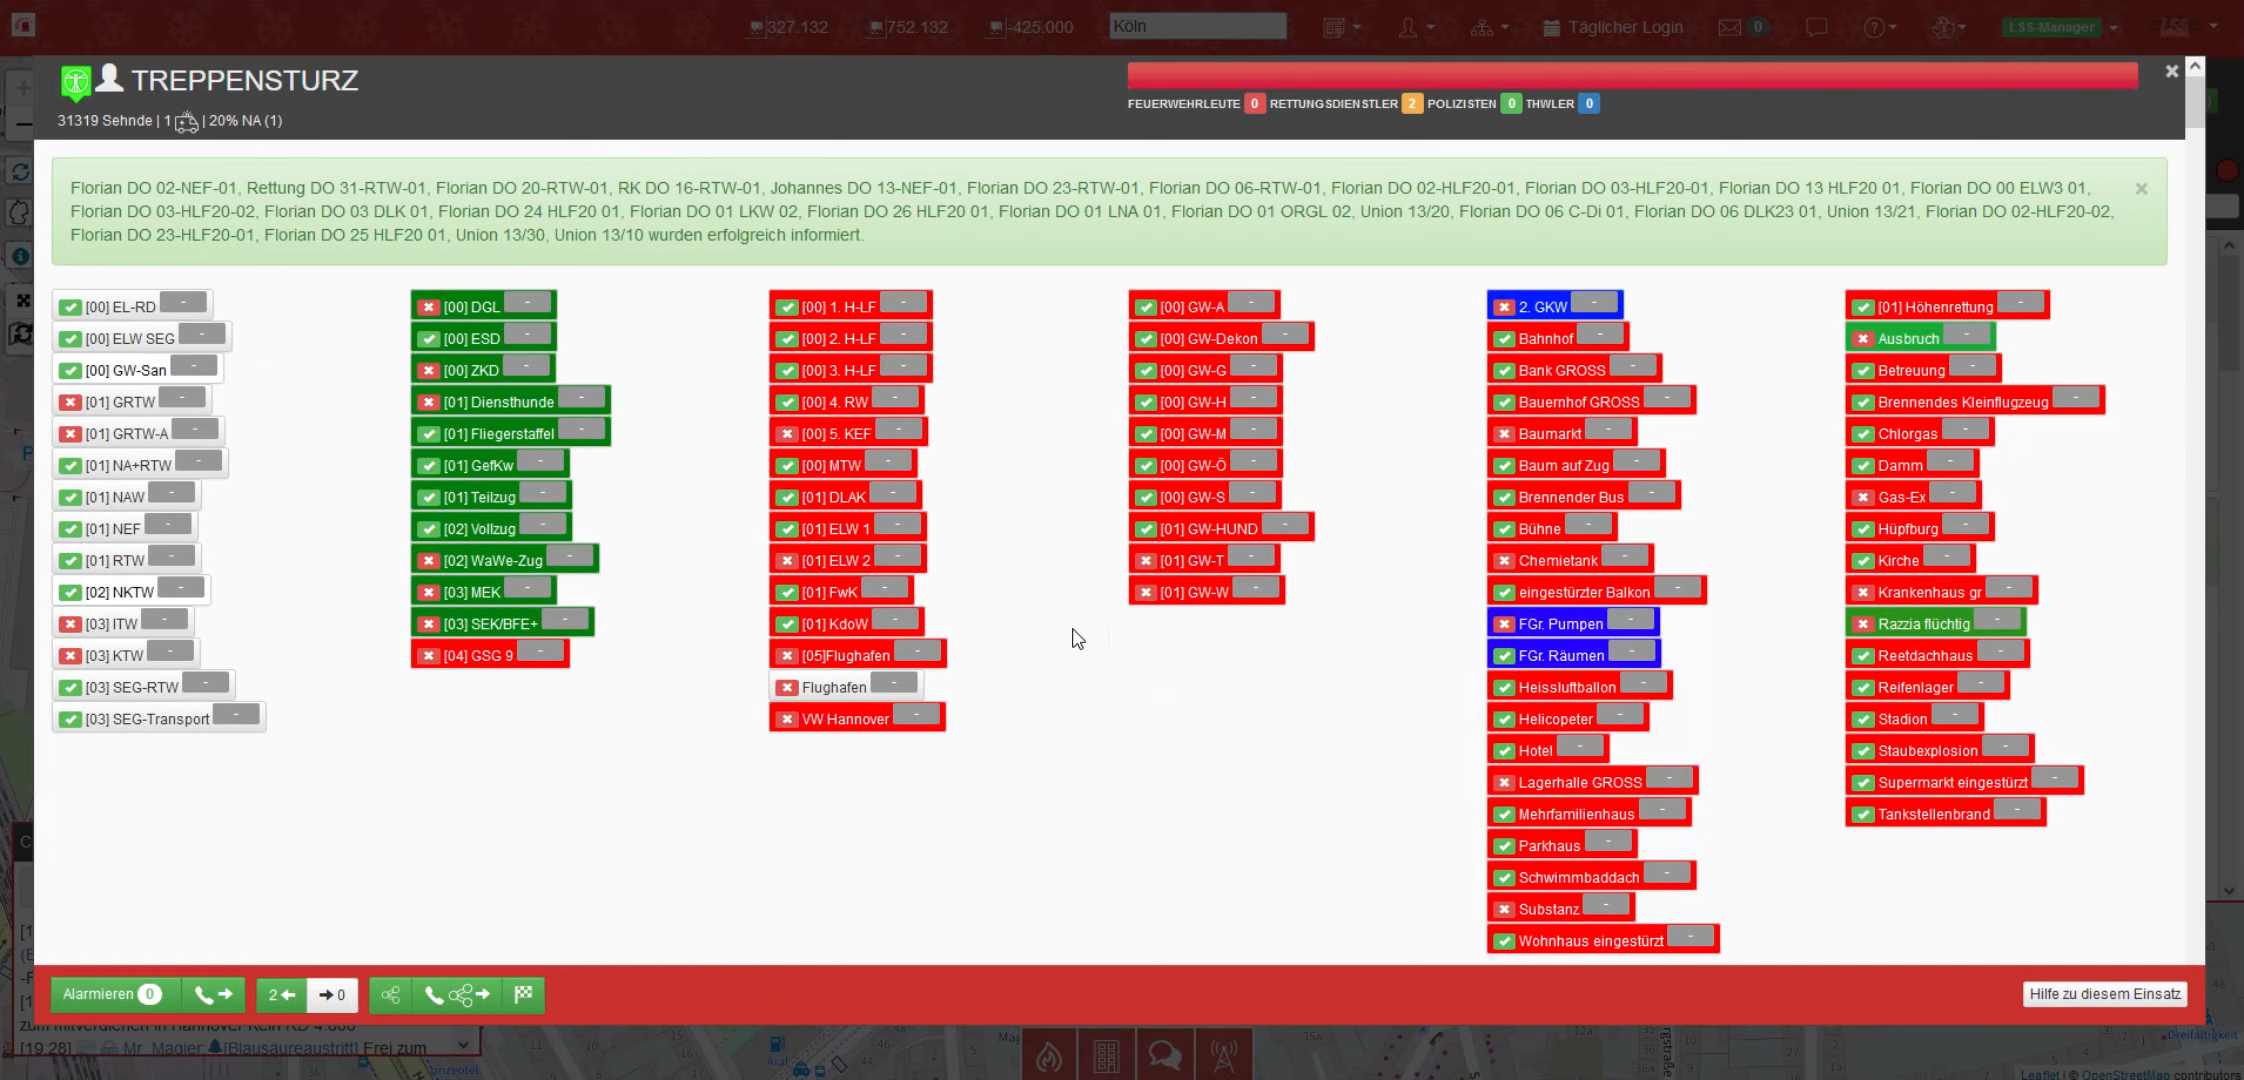 327.132 752.132 -425.000 Köln Täglicher Login 0 LSS-Manager
TREPPENSTURZ
31319 Sehnde | 1 | 20% NA (1)
FEUERWEHRLEUTE 0 RETTUNGSDIENSTLER 2 POLIZISTEN 0 THWLER 0
Florian DO 02-NEF-01, Rettung DO 31-RTW-01, Florian DO 20-RTW-01, RK DO 16-RTW-01, Johannes DO 13-NEF-01, Florian DO 23-RTW-01, Florian DO 06-RTW-01, Florian DO 02-HLF20-01, Florian DO 03-HLF20-01, Florian DO 13 HLF20 01, Florian DO 00 ELW3 01,
Florian DO 03-HLF20-02, Florian DO 03 DLK 01, Florian DO 24 HLF20 01, Florian DO 01 LKW 02, Florian DO 26 HLF20 01, Florian DO 01 LNA 01, Florian DO 01 ORGL 02, Union 13/20, Florian DO 06 C-Di 01, Florian DO 06 DLK23 01, Union 13/21, Florian DO 02-HLF20-02,
Florian DO 23-HLF20-01, Florian DO 25 HLF20 01, Union 13/30, Union 13/10 wurden erfolgreich informiert.
[00] EL-RD -
[00] ELW SEG -
[00] GW-San -
[01] GRTW -
[01] GRTW-A -
[01] NA+RTW -
[01] NAW -
[01] NEF -
[01] RTW -
[02] NKTW -
[03] ITW -
[03] KTW -
[03] SEG-RTW -
[03] SEG-Transport -
[00] DGL -
[00] ESD -
[00] ZKD -
[01] Diensthunde -
[01] Fliegerstaffel -
[01] GefKw -
[01] Teilzug -
[02] Vollzug -
[02] WaWe-Zug -
[03] MEK -
[03] SEK/BFE+ -
[04] GSG 9 -
[00] 1. H-LF -
[00] 2. H-LF -
[00] 3. H-LF -
[00] 4. RW -
[00] 5. KEF -
[00] MTW -
[01] DLAK -
[01] ELW 1 -
[01] ELW 2 -
[01] FwK -
[01] KdoW -
[05]Flughafen -
Flughafen -
VW Hannover -
[00] GW-A -
[00] GW-Dekon -
[00] GW-G -
[00] GW-H -
[00] GW-M -
[00] GW-Ö -
[00] GW-S -
[01] GW-HUND -
[01] GW-T -
[01] GW-W -
2. GKW -
Bahnhof -
Bank GROSS -
Bauernhof GROSS -
Baumarkt -
Baum auf Zug -
Brennender Bus -
Bühne -
Chemietank -
eingestürzter Balkon -
FGr. Pumpen -
FGr. Räumen -
Heissluftballon -
Helicopeter -
Hotel -
Lagerhalle GROSS -
Mehrfamilienhaus -
Parkhaus -
Schwimmbaddach -
Substanz -
Wohnhaus eingestürzt -
[01] Höhenrettung -
Ausbruch -
Betreuung -
Brennendes Kleinflugzeug -
Chlorgas -
Damm -
Gas-Ex -
Hüpfburg -
Kirche -
Krankenhaus gr -
Razzia flüchtig -
Reetdachhaus -
Reifenlager -
Stadion -
Staubexplosion -
Supermarkt eingestürzt -
Tankstellenbrand -
Alarmieren 0 2 0 Hilfe zu diesem Einsatz
[19:28] Mr_Magier: [Blausäureaustritt] Frei zum
Aral
Leaflet | © OpenStreetMap contributors